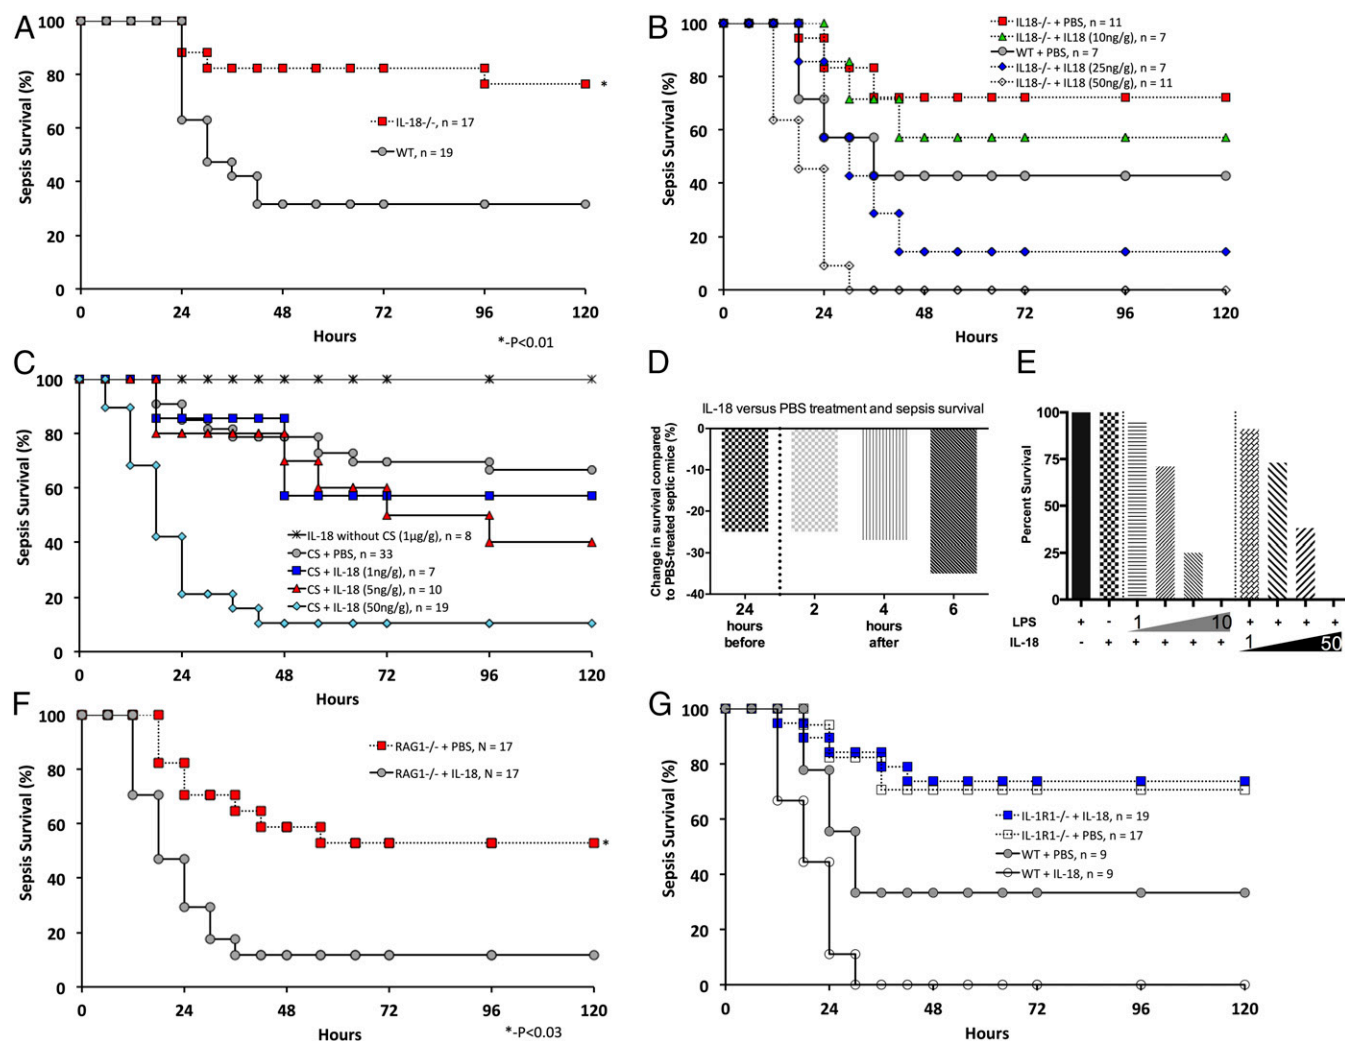 A
Sepsis Survival (%)
100
80
60
40
20
0
IL-18-/-, n = 17
WT, n = 19
*
0 24 48 72 96 120
Hours
*-P<0.01
B
Sepsis Survival (%)
100
80
60
40
20
0
IL18-/- + PBS, n = 11
IL18-/- + IL18 (10ng/g), n = 7
WT + PBS, n = 7
IL18-/- + IL18 (25ng/g), n = 7
IL18-/- + IL18 (50ng/g), n = 11
0 24 48 72 96 120
Hours
C
Sepsis Survival (%)
100
80
60
40
20
0
IL-18 without CS (1µg/g), n = 8
CS + PBS, n = 33
CS + IL-18 (1ng/g), n = 7
CS + IL-18 (5ng/g), n = 10
CS + IL-18 (50ng/g), n = 19
0 24 48 72 96 120
Hours
D
IL-18 versus PBS treatment and sepsis survival
Change in survival compared
to PBS-treated septic mice (%)
0
-10
-20
-30
-40
24 2 4 6
hours hours
before after
E
Percent Survival
100
75
50
25
0
LPS + - 1 10 + + + +
IL-18 - + + + + + 1 50
F
Sepsis Survival (%)
100
80
60
40
20
0
RAG1-/- + PBS, N = 17
RAG1-/- + IL-18, N = 17
*
0 24 48 72 96 120
Hours
*-P<0.03
G
Sepsis Survival (%)
100
80
60
40
20
0
IL-1R1-/- + IL-18, n = 19
IL-1R1-/- + PBS, n = 17
WT + PBS, n = 9
WT + IL-18, n = 9
0 24 48 72 96 120
Hours